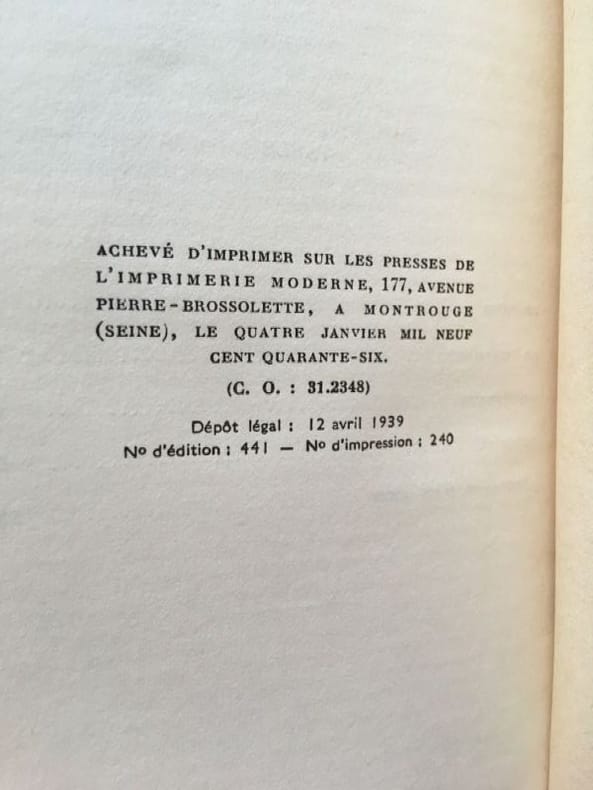 ACHEVÉ D'IMPRIMER SUR LES PRESSES DE
L'IMPRIMERIE MODERNE, 177, AVENUE
PIERRE-BROSSOLETTE, A MONTROUGE
(SEINE), LE QUATRE JANVIER MIL NEUF
CENT QUARANTE-SIX.
(C. O. : 31.2348)
Dépôt légal : 12 avril 1939
No d'édition : 441 — No d'impression : 240